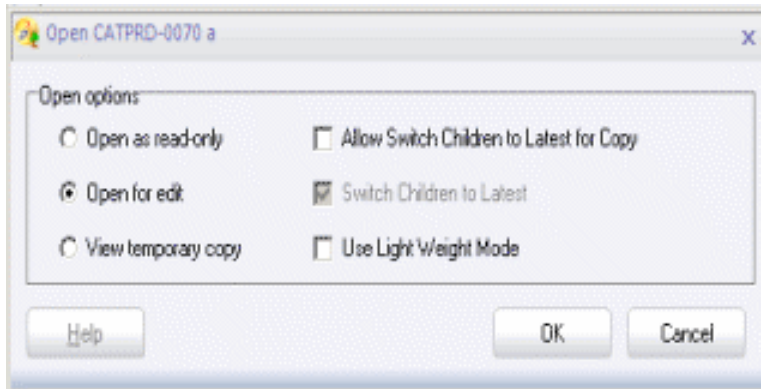 Open CATPRD-0070 a
x
Open options
Open as read-only
Allow Switch Children to Latest for Copy
Open for edit
Switch Children to Latest
View temporary copy
Use Light Weight Mode
Help
OK
Cancel